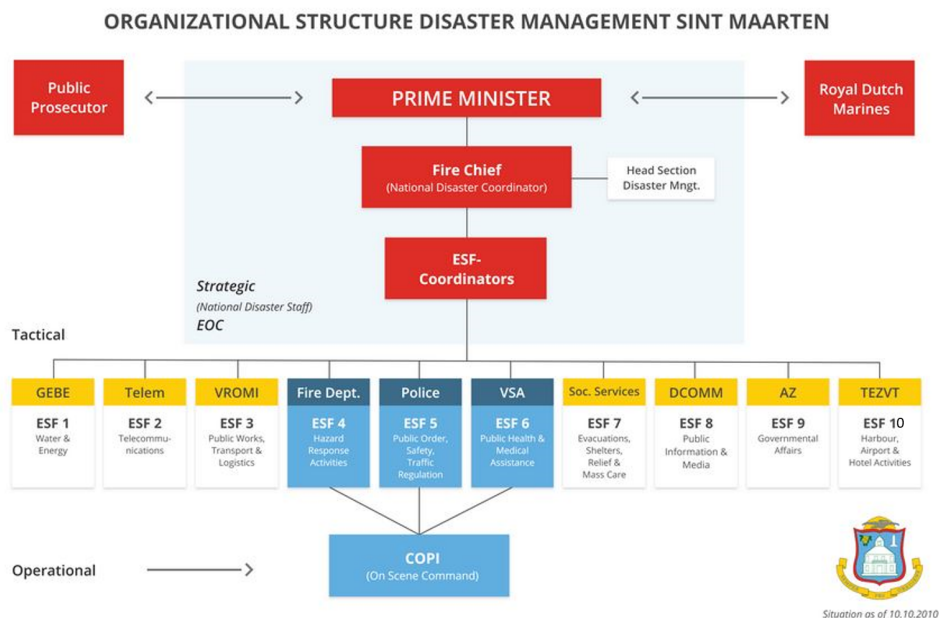 ORGANIZATIONAL STRUCTURE DISASTER MANAGEMENT SINT MAARTEN
Public
Prosecutor
PRIME MINISTER
Royal Dutch
Marines
Fire Chief
(National Disaster Coordinator)
Head Section
Disaster Mngt.
ESF-
Coordinators
Strategic
(National Disaster Staff)
EOC
Tactical
GEBE
ESF 1
Water &
Energy
Telem
ESF 2
Telecommu-
nications
VROMI
ESF 3
Public Works,
Transport &
Logistics
Fire Dept.
ESF 4
Hazard
Response
Activities
Police
ESF 5
Public Order,
Safety,
Traffic
Regulation
VSA
ESF 6
Public Health &
Medical
Assistance
Soc. Services
ESF 7
Evacuations,
Shelters,
Relief &
Mass Care
DCOMM
ESF 8
Public
Information &
Media
AZ
ESF 9
Governmental
Affairs
TEZVT
ESF 10
Harbour,
Airport &
Hotel Activities
Operational
COPI
(On Scene Command)
Situation as of 10.10.2010